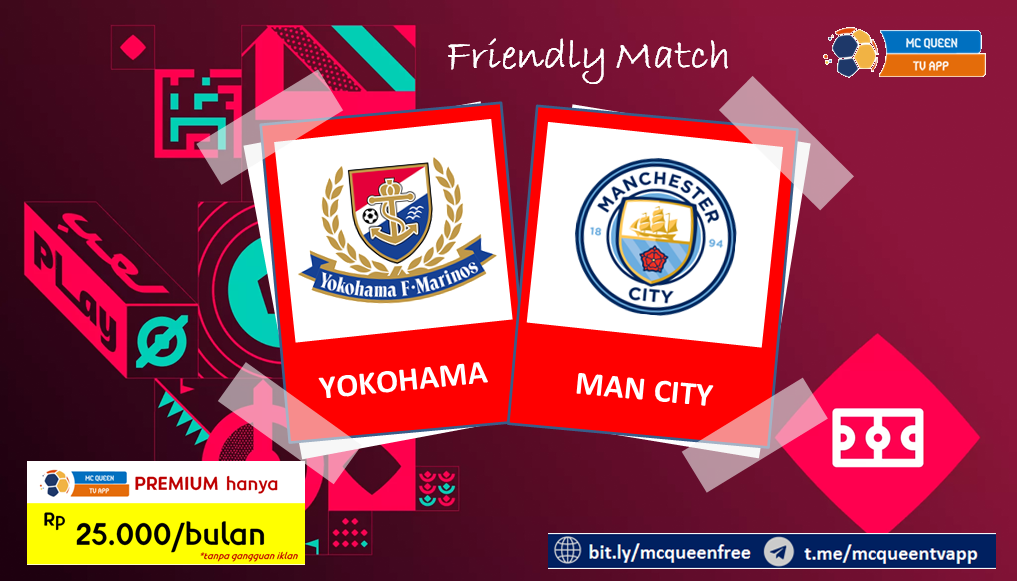 Friendly Match
MC QUEEN
TV APP
Yokohama F·Marinos
MANCHESTER
18 94
CITY
YOKOHAMA
MAN CITY
PLay
MC QUEEN
TV APP
PREMIUM hanya
Rp 25.000/bulan
*tanpa gangguan iklan
bit.ly/mcqueenfree
t.me/mcqueentvapp